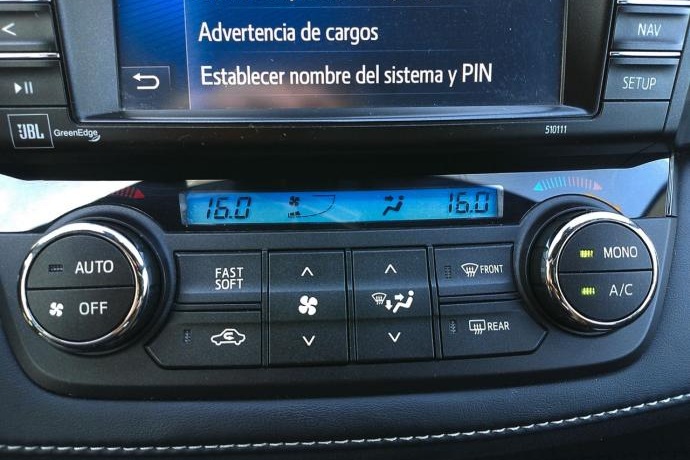 Advertencia de cargos
Establecer nombre del sistema y PIN
NAV
SETUP
JBL GreenEdge
510111
16.0 16.0
AUTO
OFF
FAST
SOFT
FRONT
REAR
MONO
A/C